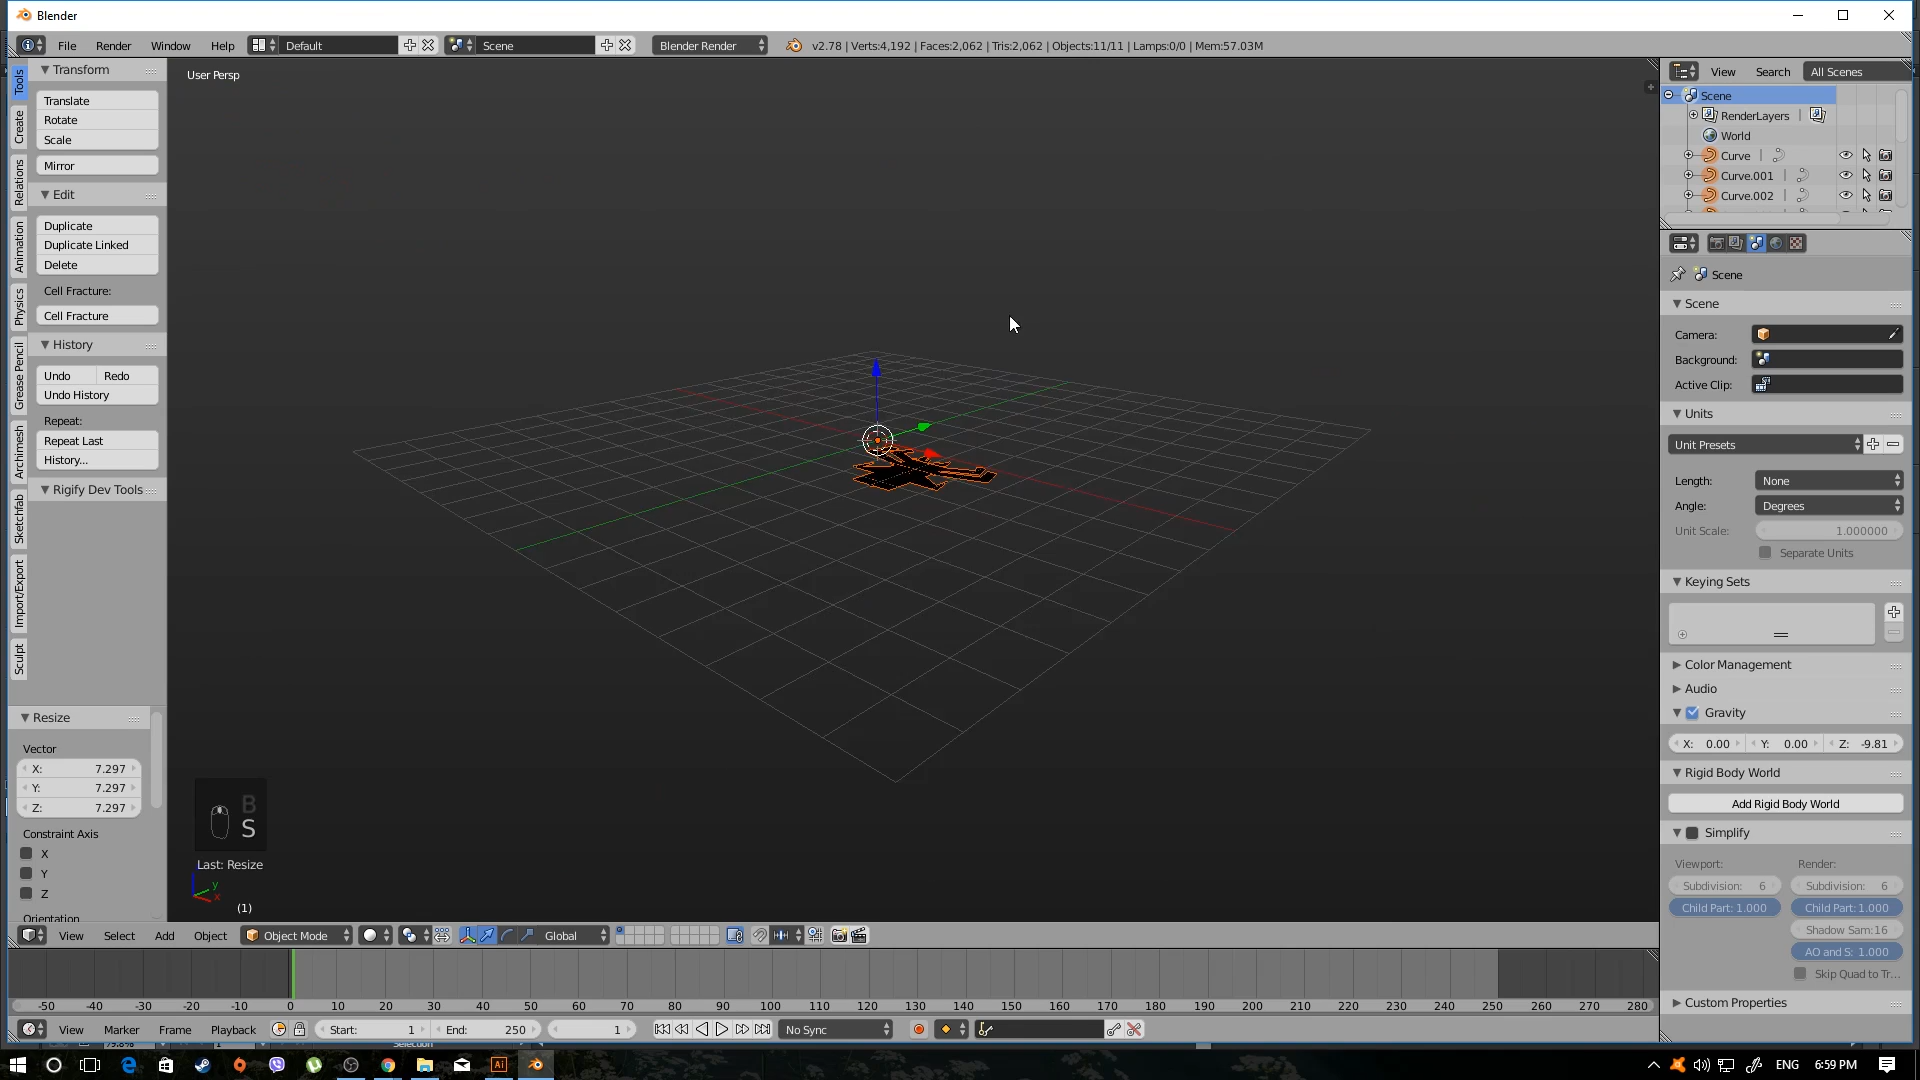 Blender
File Render Window Help Default Scene Blender Render v2.78 | Verts:4,192 | Faces:2,062 | Tris:2,062 | Objects:11/11 | Lamps:0/0 | Mem:57.03M
Tools
Create
Relations
Animation
Physics
Grease Pencil
Archimesh
Sketchfab
Import/Export
Sculpt
Transform
Translate
Rotate
Scale
Mirror
Edit
Duplicate
Duplicate Linked
Delete
Cell Fracture:
Cell Fracture
History
Undo Redo
Undo History
Repeat:
Repeat Last
History...
Rigify Dev Tools
Resize
Vector
X: 7.297
Y: 7.297
Z: 7.297
Constraint Axis
X
Y
Z
Orientation
User Persp
B
S
Last: Resize
y
x
(1)
View Search All Scenes
Scene
RenderLayers |
World
Curve |
Curve.001 |
Curve.002 |
Scene
Scene
Camera:
Background:
Active Clip:
Units
Unit Presets
Length: None
Angle: Degrees
Unit Scale: 1.000000
Separate Units
Keying Sets
Color Management
Audio
Gravity
X: 0.00 Y: 0.00 Z: -9.81
Rigid Body World
Add Rigid Body World
Simplify
Viewport: Render:
Subdivision: 6 Subdivision: 6
Child Part: 1.000 Child Part: 1.000
Shadow Sam:16
AO and S: 1.000
Skip Quad to Tr...
Custom Properties
View Select Add Object Object Mode Global
-50 -40 -30 -20 -10 0 10 20 30 40 50 60 70 80 90 100 110 120 130 140 150 160 170 180 190 200 210 220 230 240 250 260 270 280
View Marker Frame Playback Start: 1 End: 250 1 No Sync
Ai ENG 6:59 PM